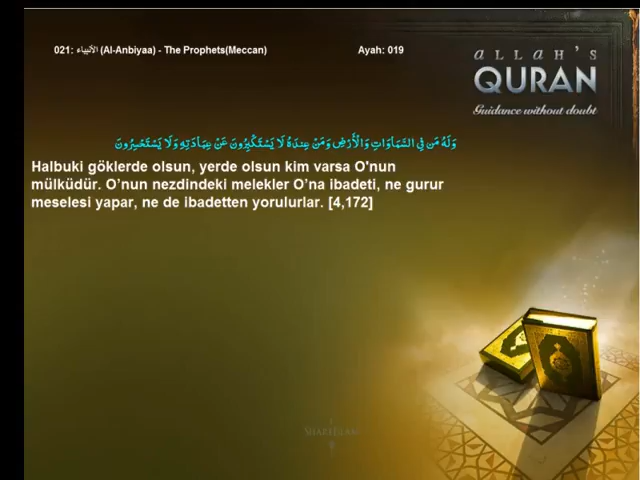 021: الأنبياء (Al-Anbiyaa) - The Prophets(Meccan) Ayah: 019
ALLAH'S
QURAN
Guidance without doubt
وَلَهُ مَن فِي السَّمَاوَاتِ وَالْأَرْضِ وَمَنْ عِندَهُ لَا يَسْتَكْبِرُونَ عَنْ عِبَادَتِهِ وَلَا يَسْتَحْسِرُونَ
Halbuki göklerde olsun, yerde olsun kim varsa O'nun
mülküdür. O’nun nezdindeki melekler O’na ibadeti, ne gurur
meselesi yapar, ne de ibadetten yorulurlar. [4,172]